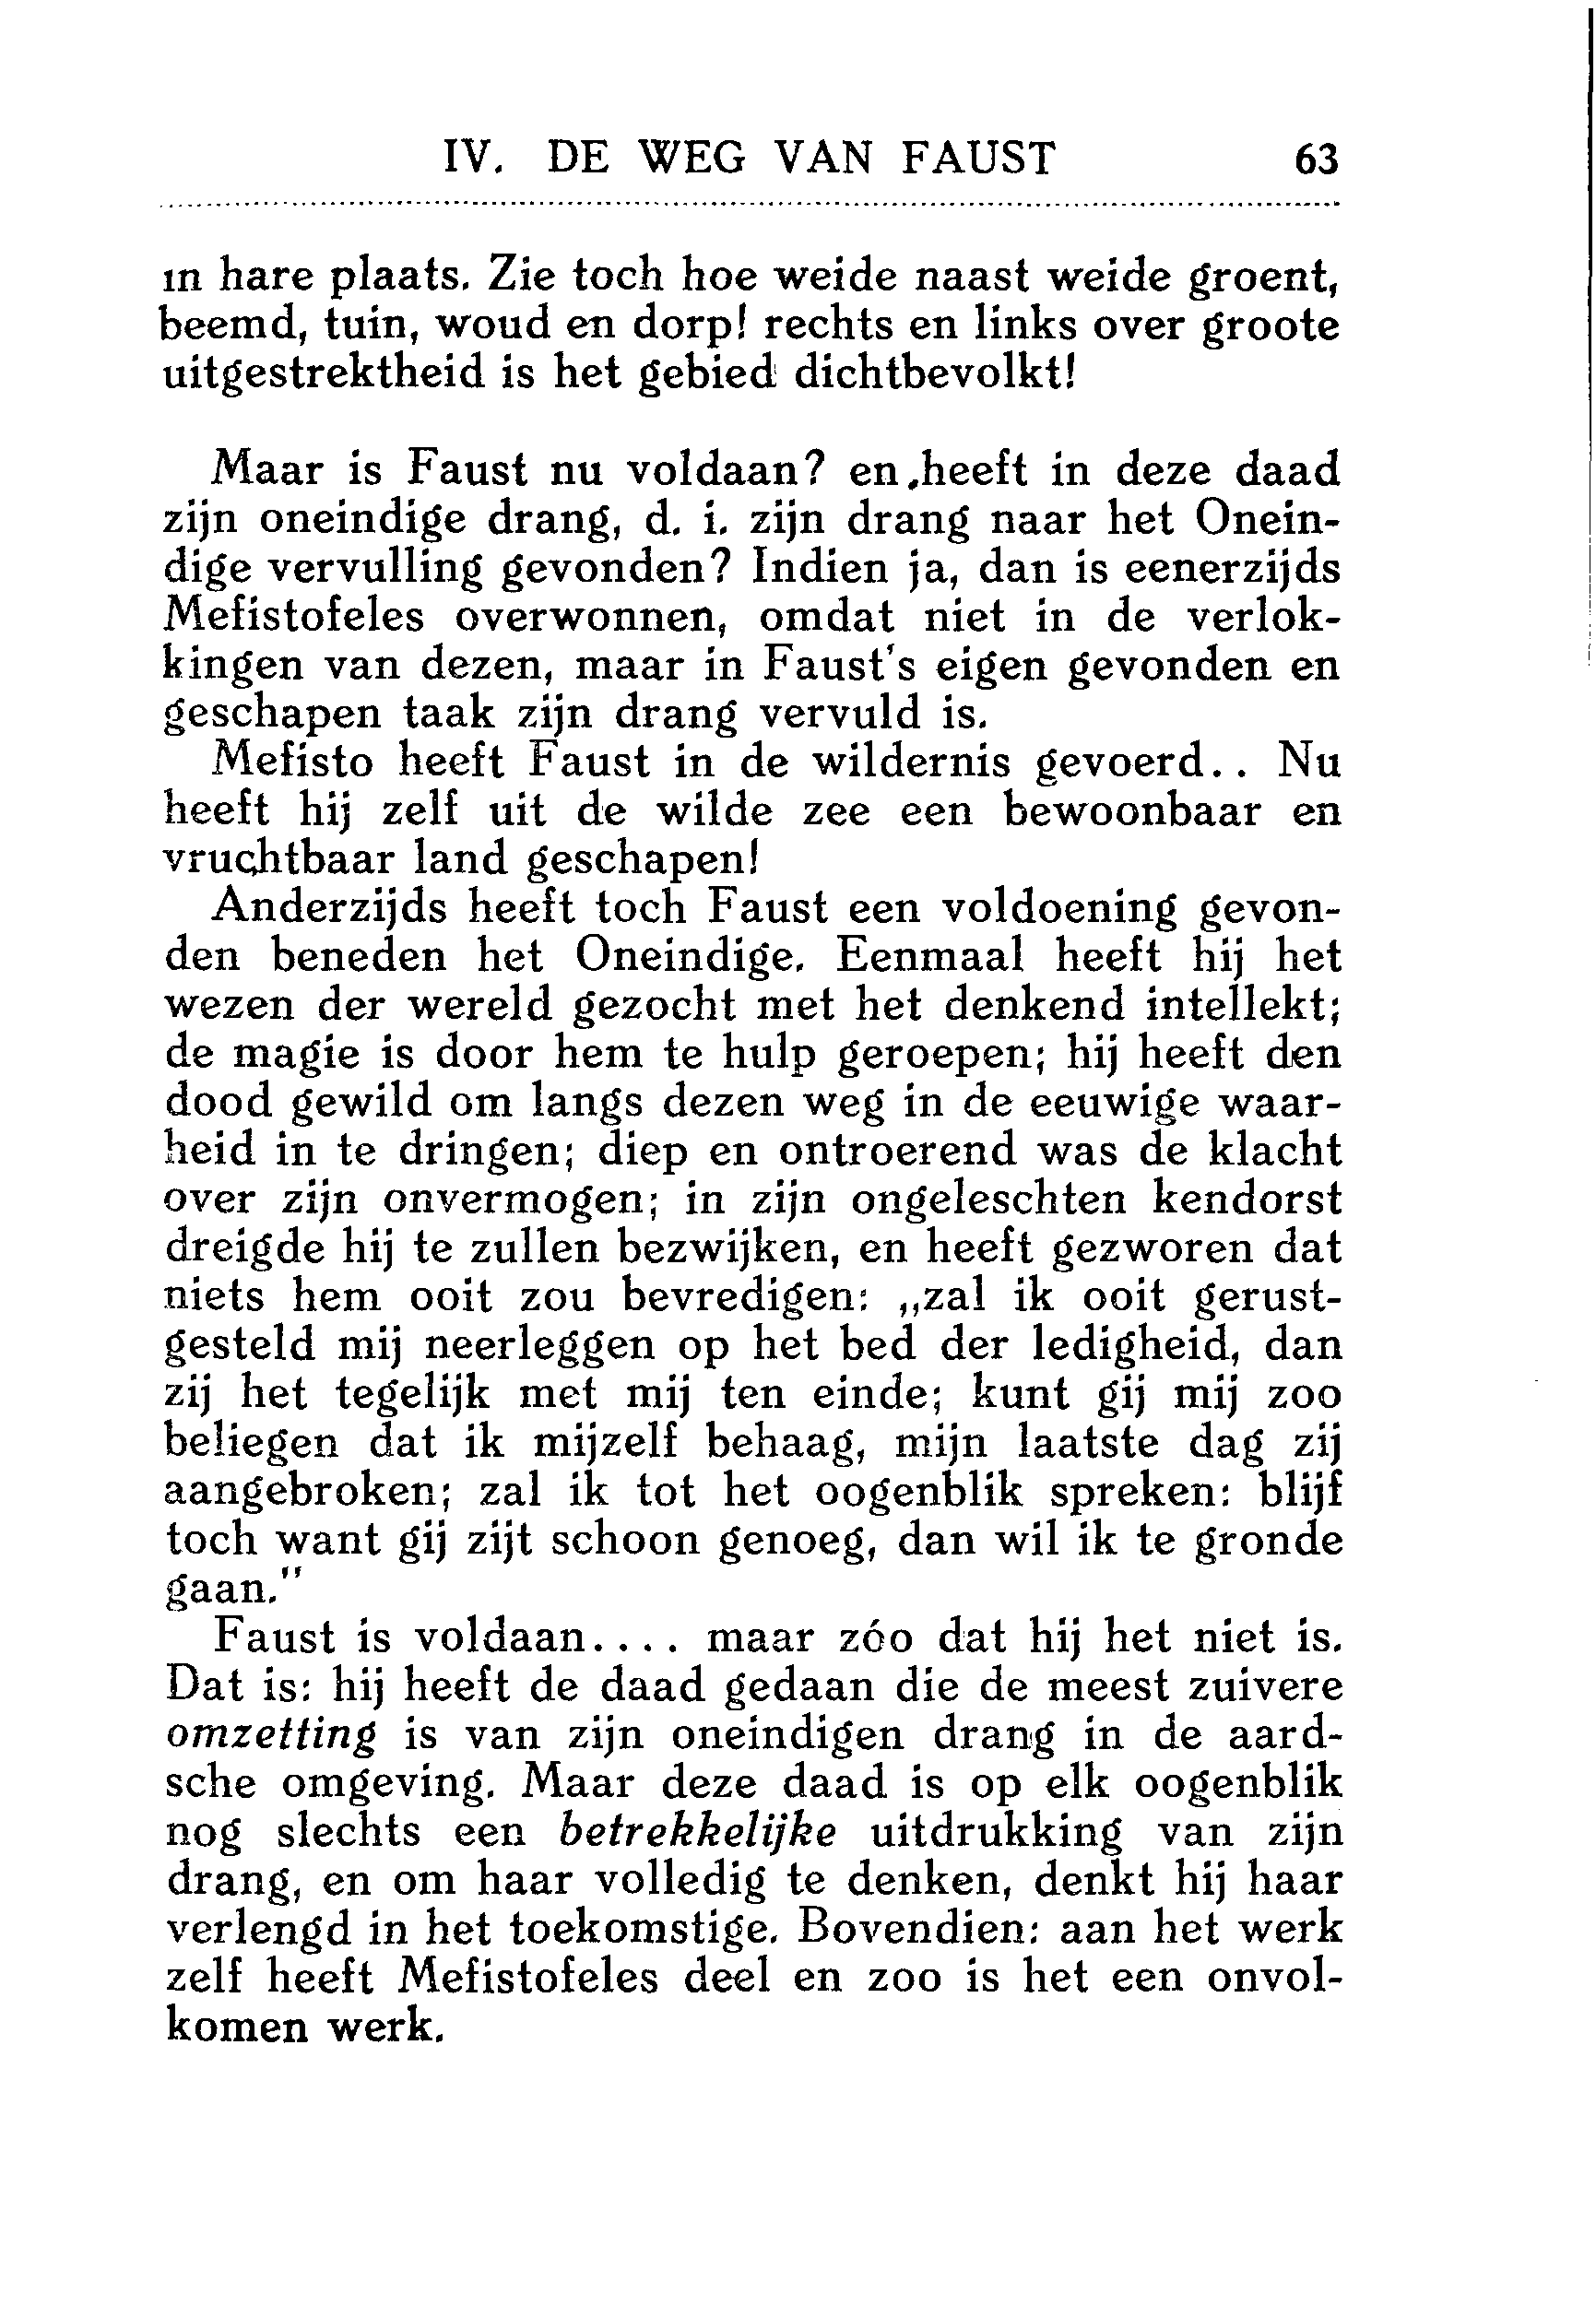 IV. DE WEG VAN FAUST 63
in hare plaats. Zie toch hoe weide naast weide groent,
beemd, tuin, woud en dorp! rechts en links over groote
uitgestrektheid is het gebied dichtbevolkt!
Maar is Faust nu voldaan? en heeft in deze daad
zijn oneindige drang, d. i. zijn drang naar het Onein-
dige vervulling gevonden? Indien ja, dan is eenerzijds
Mefistofeles overwonnen, omdat niet in de verlok-
kingen van dezen, maar in Faust's eigen gevonden en
geschapen taak zijn drang vervuld is.
Mefisto heeft Faust in de wildernis gevoerd.. Nu
heeft hij zelf uit de wilde zee een bewoonbaar en
vruchtbaar land geschapen!
Anderzijds heeft toch Faust een voldoening gevon-
den beneden het Oneindige. Eenmaal heeft hij het
wezen der wereld gezocht met het denkend intellekt;
de magie is door hem te hulp geroepen; hij heeft den
dood gewild om langs dezen weg in de eeuwige waar-
heid in te dringen; diep en ontroerend was de klacht
over zijn onvermogen; in zijn ongeleschten kendorst
dreigde hij te zullen bezwijken, en heeft gezworen dat
niets hem ooit zou bevredigen: „zal ik ooit gerust-
gesteld mij neerleggen op het bed der ledigheid, dan
zij het tegelijk met mij ten einde; kunt gij mij zoo
beliegen dat ik mijzelf behaag, mijn laatste dag zij
aangebroken; zal ik tot het oogenblik spreken: blijf
toch want gij zijt schoon genoeg, dan wil ik te gronde
gaan."
Faust is voldaan.... maar zóo dat hij het niet is.
Dat is: hij heeft de daad gedaan die de meest zuivere
omzetting is van zijn oneindigen drang in de aard-
sche omgeving. Maar deze daad is op elk oogenblik
nog slechts een betrekkelijke uitdrukking van zijn
drang, en om haar volledig te denken, denkt hij haar
verlengd in het toekomstige. Bovendien: aan het werk
zelf heeft Mefistofeles deel en zoo is het een onvol-
komen werk.